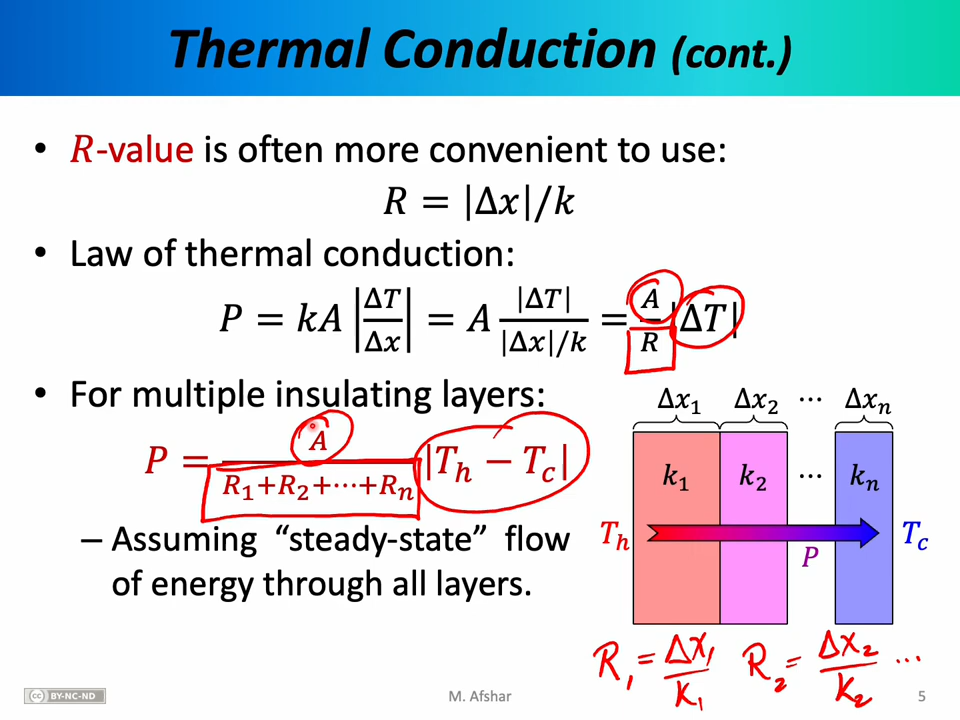 Thermal Conduction (cont.)
• R-value is often more convenient to use:
R = |Δx|/k
• Law of thermal conduction:
P = kA |ΔT/Δx| = A |ΔT|/(|Δx|/k) = A/R |ΔT|
• For multiple insulating layers:
P = A/(R₁+R₂+⋯+Rₙ) |Tₕ − T_c|
– Assuming “steady-state” flow
of energy through all layers.
Δx₁ Δx₂ ⋯ Δxₙ
k₁ k₂ ⋯ kₙ
Tₕ T_c
P
R₁ = Δx₁/k₁ R₂ = Δx₂/k₂ ⋯
cc BY-NC-ND
M. Afshar
5